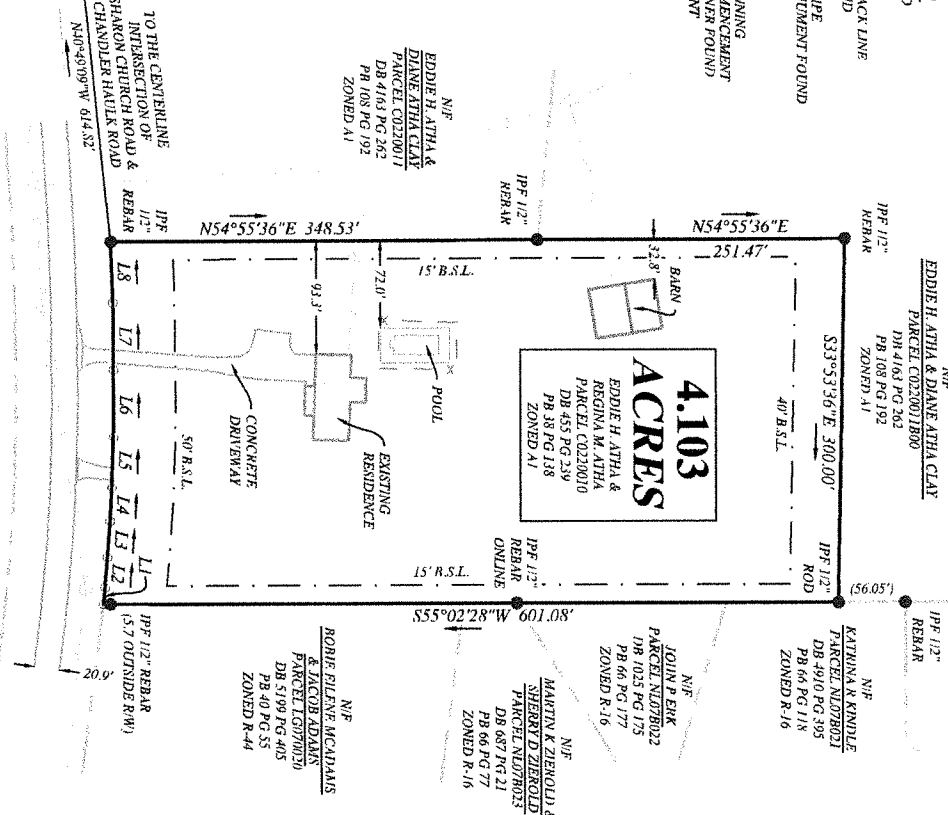 ACK LINE
IPE
UMENT FOUND
NING
MENCEMENT
NER FOUND
NT
TO THE CENTERLINE
INTERSECTION OF
SHARON CHURCH ROAD &
CHANDLER HAULK ROAD
N40°49'09"W 614.82'
N/F
EDDIE H. ATHA &
DIANE ATHA CLAY
PARCEL C0220011
DB 4163 PG 262
PB 108 PG 192
ZONED A1
IPF
1/2"
REBAR
N54°55'36"E 348.53'
IPF 1/2"
REBAR
N54°55'36"E
251.47'
IPF 1/2"
REBAR
N/F
EDDIE H. ATHA & DIANE ATHA CLAY
PARCEL C0220011B00
DB 4163 PG 262
PB 108 PG 192
ZONED A1
S33°53'36"E 300.00'
40' B.S.L.
15' B.S.L.
32.8'
BARN
72.0'
93.3'
POOL
4.103
ACRES
EDDIE H. ATHA &
REGINA M. ATHA
PARCEL C0220010
DB 455 PG 239
PB 38 PG 138
ZONED A1
EXISTING
RESIDENCE
CONCRETE
DRIVEWAY
50' B.S.L.
L8
L7
L6
L5
L4
L3
L2
L1
15' B.S.L.
IPF 1/2"
REBAR
ONLINE
IPF 1/2"
ROD
(56.05')
IPF 1/2"
REBAR
S55°02'28"W 601.08'
IPF 1/2" REBAR
(5.7 OUTSIDE R/W)
20.9'
N/F
KATRINA R KINDLE
PARCEL NL07B021
DB 4910 PG 395
PB 66 PG 118
ZONED R-16
N/F
JOHN P ERK
PARCEL NL07B022
DB 1025 PG 175
PB 66 PG 177
ZONED R-16
N/F
MARTIN K ZIEROLD &
SHERRY D ZIEROLD
PARCEL NL07B023
DB 687 PG 21
PB 66 PG 77
ZONED R-16
N/F
& JACOB ADAMS
PARCEL LG070020
DB 5199 PG 405
PB 40 PG 55
ZONED R-44